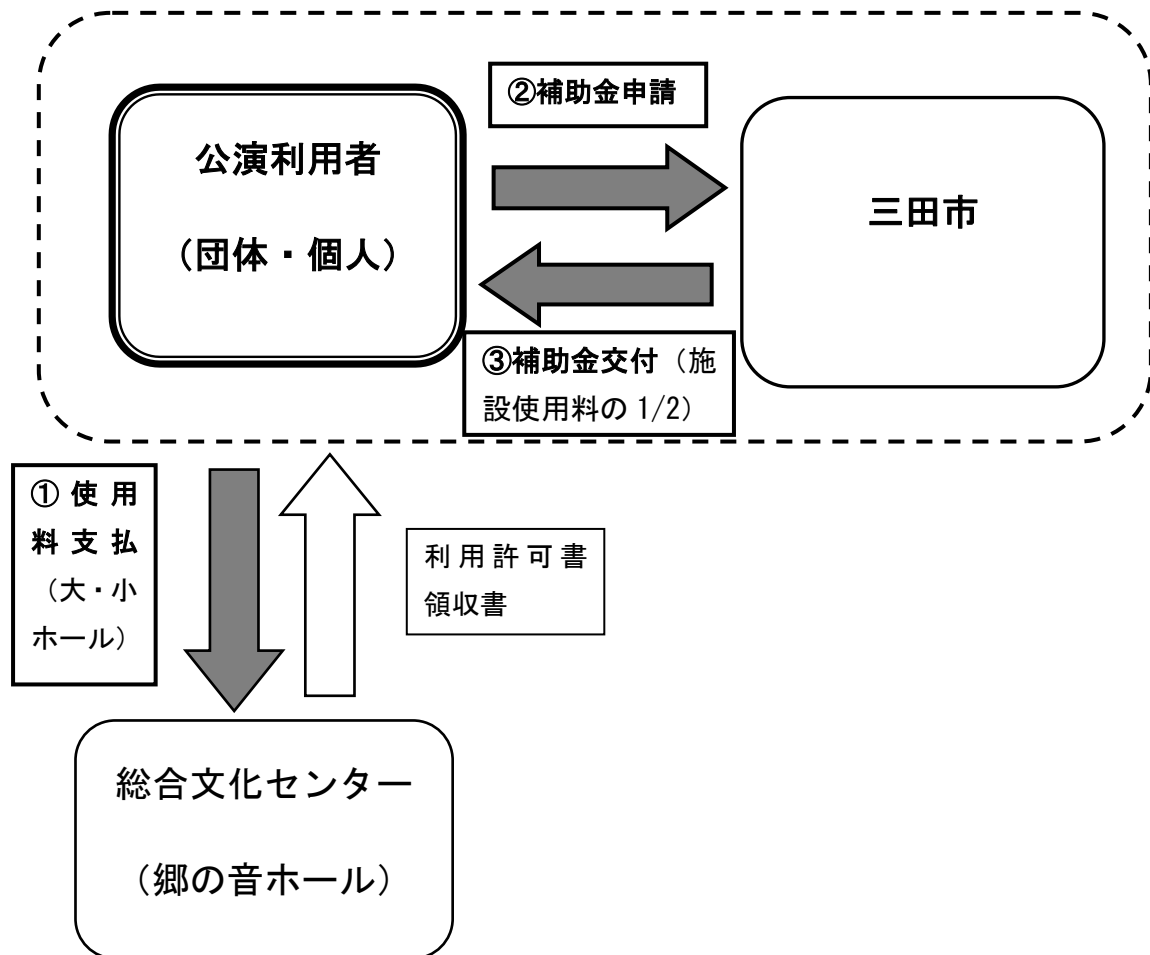 ②補助金申請
公演利用者
(団体・個人)
三田市
③補助金交付（施
設使用料の 1/2）
①使用
料支払
（大・小
ホール）
利用許可書
領収書
総合文化センター
（郷の音ホール）